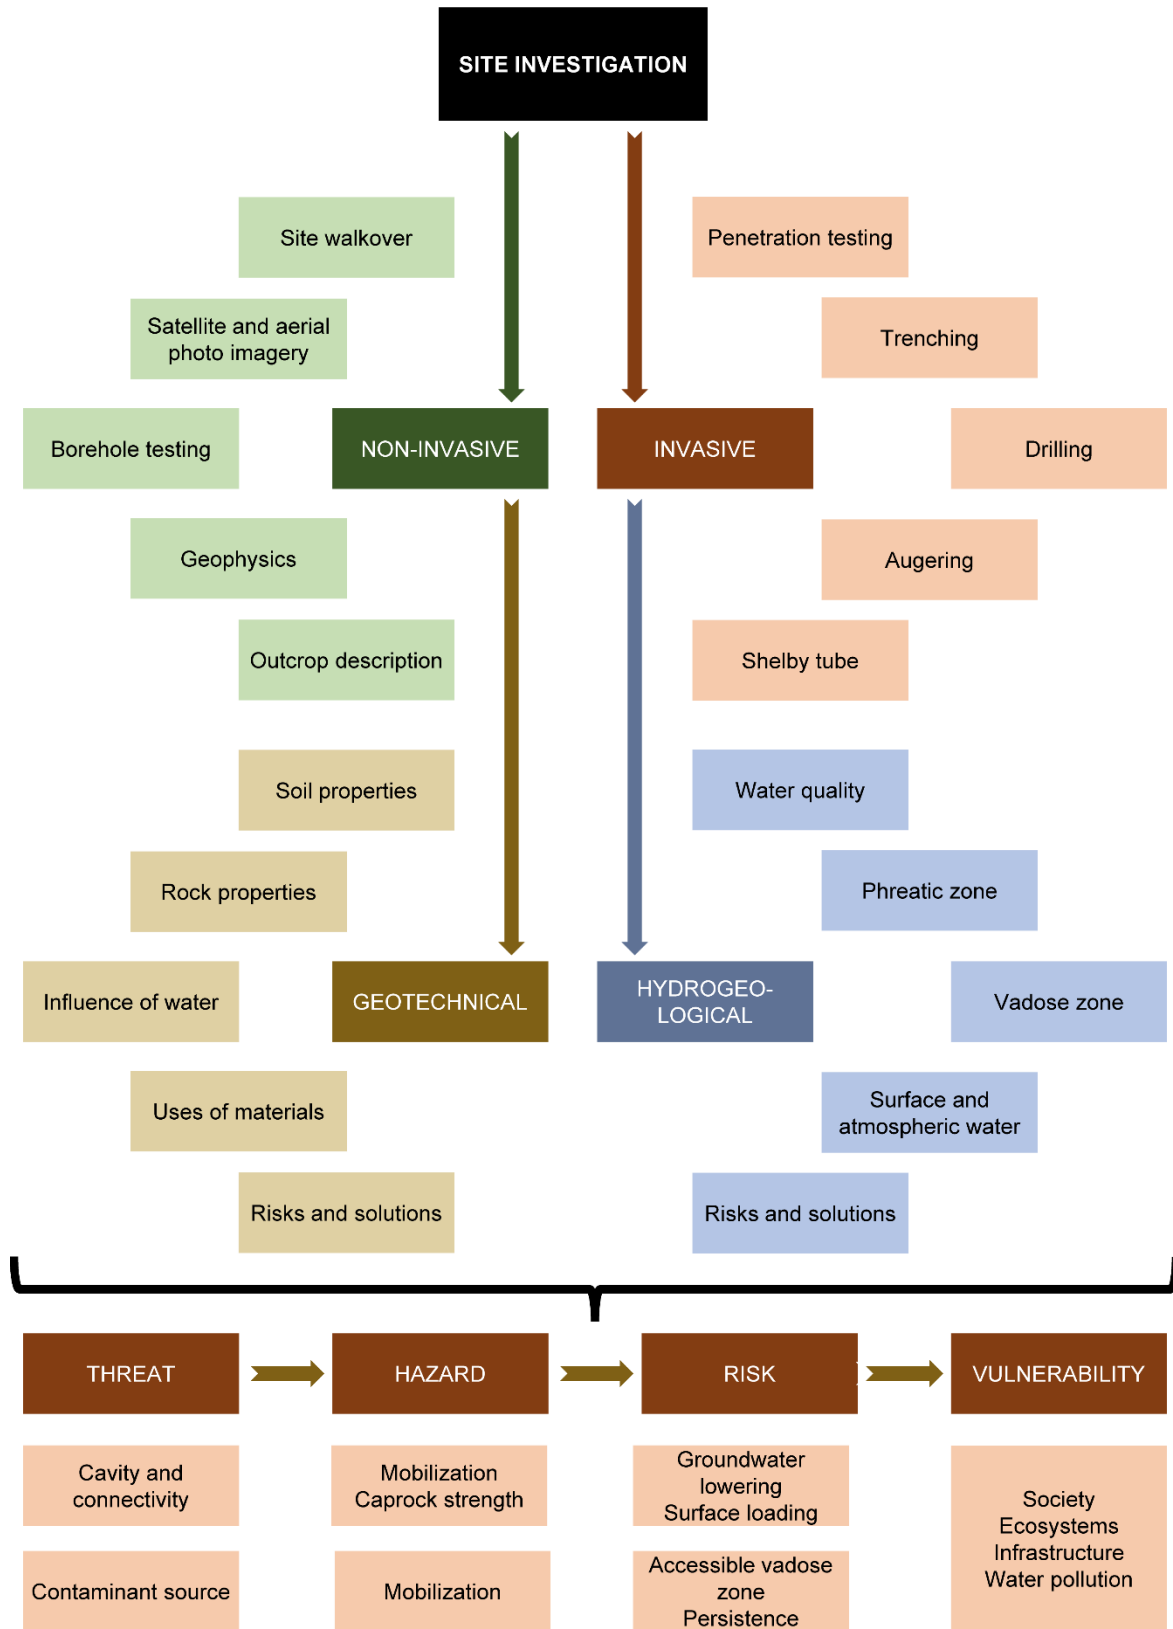 SITE INVESTIGATION
Site walkover
Penetration testing
Satellite and aerial
photo imagery
Trenching
Borehole testing
NON-INVASIVE
INVASIVE
Drilling
Geophysics
Augering
Outcrop description
Shelby tube
Soil properties
Water quality
Rock properties
Phreatic zone
Influence of water
GEOTECHNICAL
HYDROGEO-
LOGICAL
Vadose zone
Uses of materials
Surface and
atmospheric water
Risks and solutions
Risks and solutions
THREAT
HAZARD
RISK
VULNERABILITY
Cavity and
connectivity
Mobilization
Caprock strength
Groundwater
lowering
Surface loading
Society
Ecosystems
Infrastructure
Water pollution
Contaminant source
Mobilization
Accessible vadose
zone
Persistence